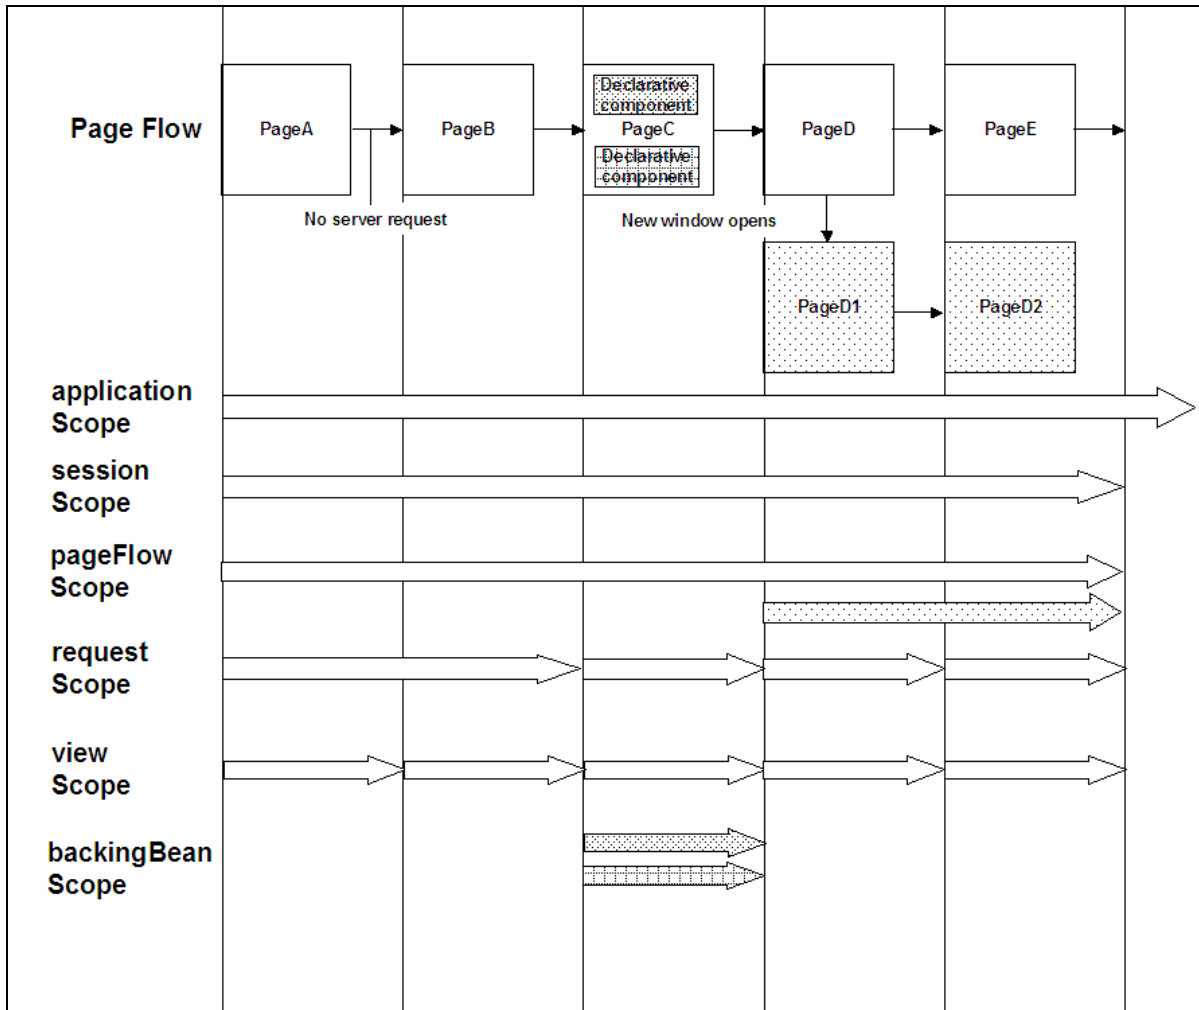 Page Flow
PageA
PageB
Declarative
component
PageC
Declarative
component
PageD
PageE
No server request
New window opens
PageD1
PageD2
application
Scope
session
Scope
pageFlow
Scope
request
Scope
view
Scope
backingBean
Scope